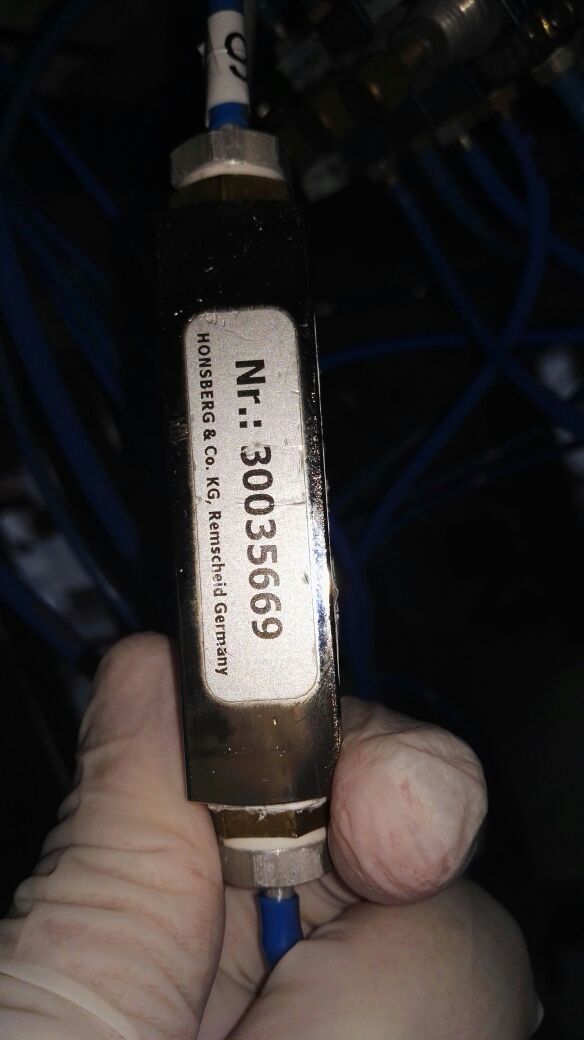 Nr.: 30035669
HONSBERG & Co. KG, Remscheid Germany